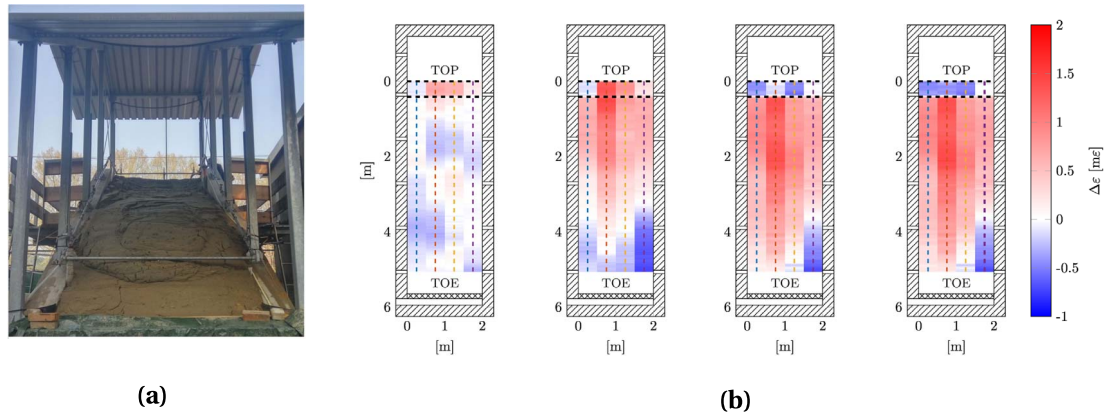 TOP TOP TOP TOP
0 0 0 0
2 2 2 2
4 4 4 4
6 6 6 6
[m]
TOE TOE TOE TOE
0 1 2 0 1 2 0 1 2 0 1 2
[m] [m] [m] [m]
2
1.5
1
0.5
0
-0.5
-1
Δε [mε]
(a) (b)